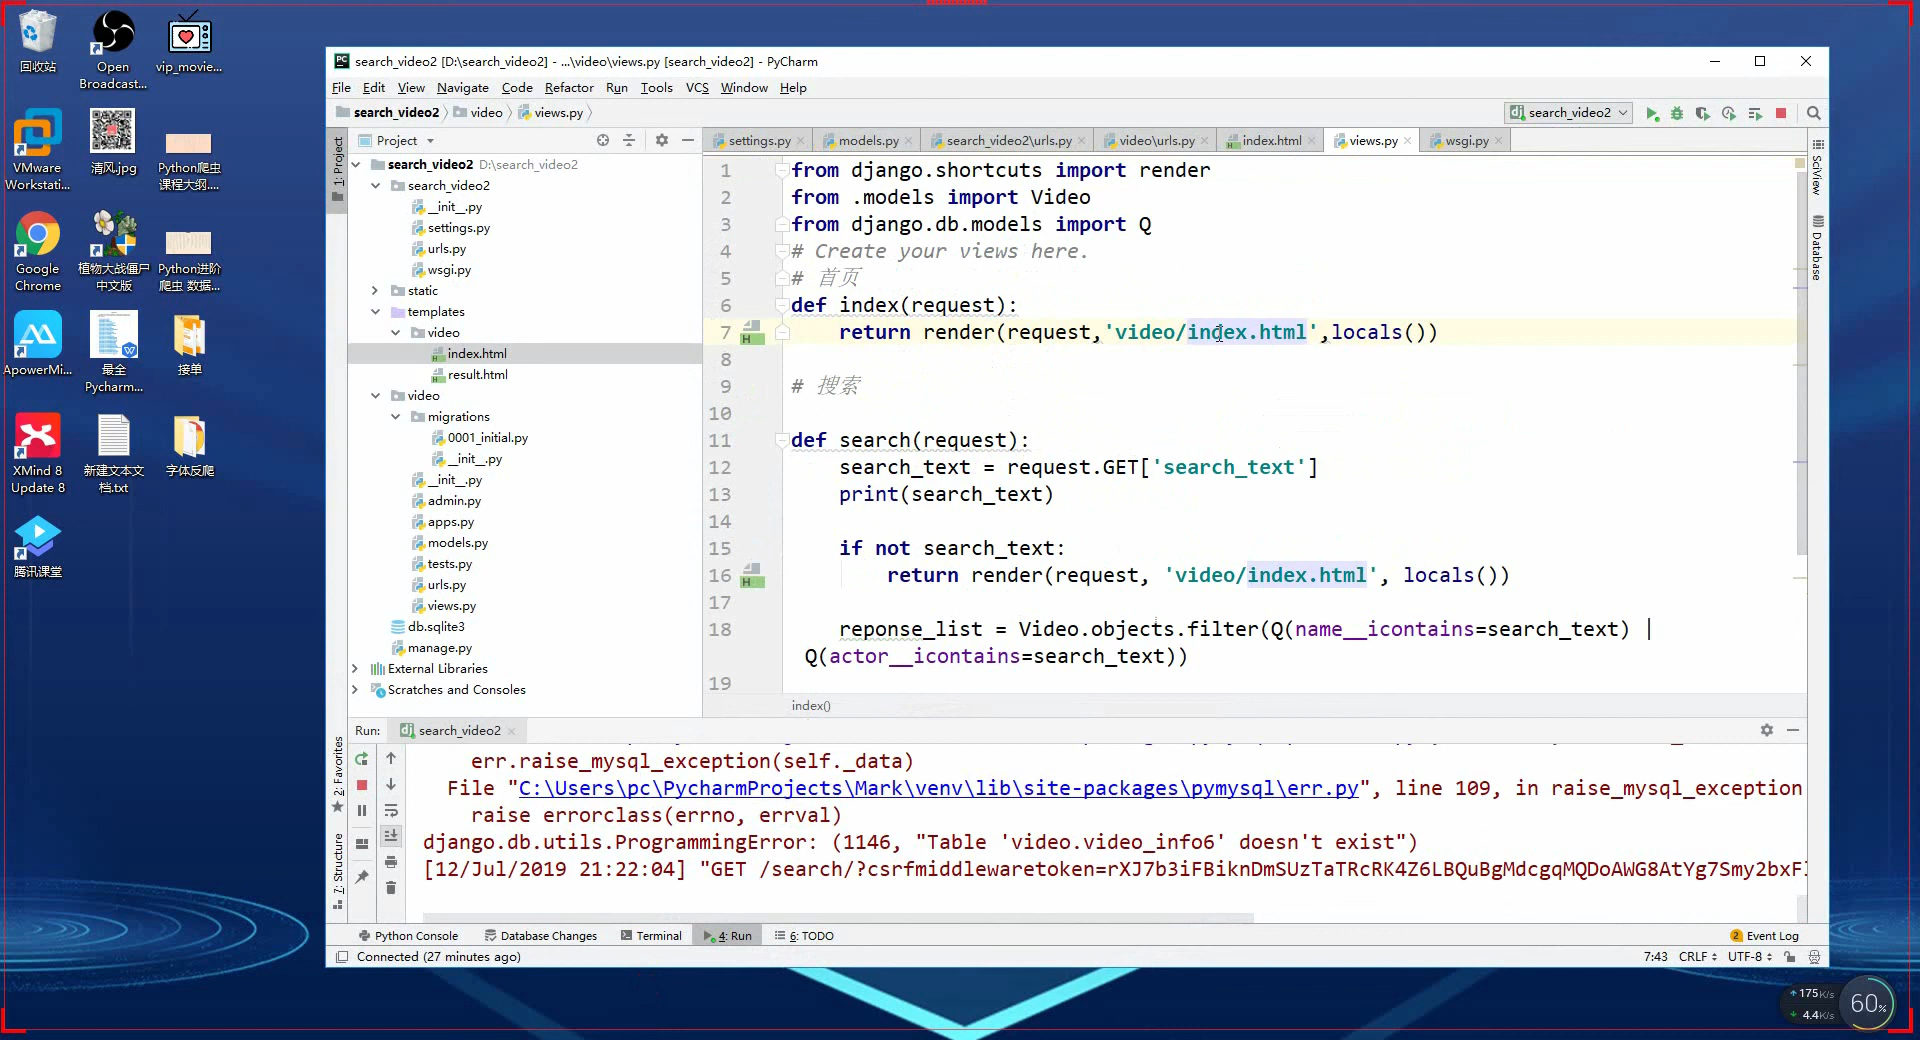 回收站
Open
Broadcast...
vip_movie...
VMware
Workstati...
清风.jpg
Python爬虫
课程大纲....
Google
Chrome
植物大战僵尸
中文版
Python进阶
爬虫 数据...
ApowerMi...
最全
Pycharm...
接单
XMind 8
Update 8
新建文本文
档.txt
字体反爬
腾讯课堂
search_video2 [D:\search_video2] - ...\video\views.py [search_video2] - PyCharm
File Edit View Navigate Code Refactor Run Tools VCS Window Help
search_video2 video views.py
search_video2
1: Project
Project
settings.py models.py search_video2\urls.py video\urls.py index.html views.py wsgi.py
search_video2 D:\search_video2
search_video2
__init__.py
settings.py
urls.py
wsgi.py
static
templates
video
index.html
result.html
video
migrations
0001_initial.py
__init__.py
__init__.py
admin.py
apps.py
models.py
tests.py
urls.py
views.py
db.sqlite3
manage.py
External Libraries
Scratches and Consoles
1 from django.shortcuts import render
2 from .models import Video
3 from django.db.models import Q
4 # Create your views here.
5 # 首页
6 def index(request):
7 return render(request,'video/index.html',locals())
8
9 # 搜索
10
11 def search(request):
12 search_text = request.GET['search_text']
13 print(search_text)
14
15 if not search_text:
16 return render(request, 'video/index.html', locals())
17
18 reponse_list = Video.objects.filter(Q(name__icontains=search_text) |
Q(actor__icontains=search_text))
19
index()
SciView
Database
Run: search_video2
2: Favorites
7: Structure
err.raise_mysql_exception(self._data)
File "C:\Users\pc\PycharmProjects\Mark\venv\lib\site-packages\pymysql\err.py", line 109, in raise_mysql_exception
raise errorclass(errno, errval)
django.db.utils.ProgrammingError: (1146, "Table 'video.video_info6' doesn't exist")
[12/Jul/2019 21:22:04] "GET /search/?csrfmiddlewaretoken=rXJ7b3iFBiknDmSUzTaTRcRK4Z6LBQuBgMdcgqMQDoAWG8AtYg7Smy2bxF
Python Console Database Changes Terminal 4: Run 6: TODO
2 Event Log
Connected (27 minutes ago)
7:43 CRLF UTF-8
175K/s
4.4K/s
60%